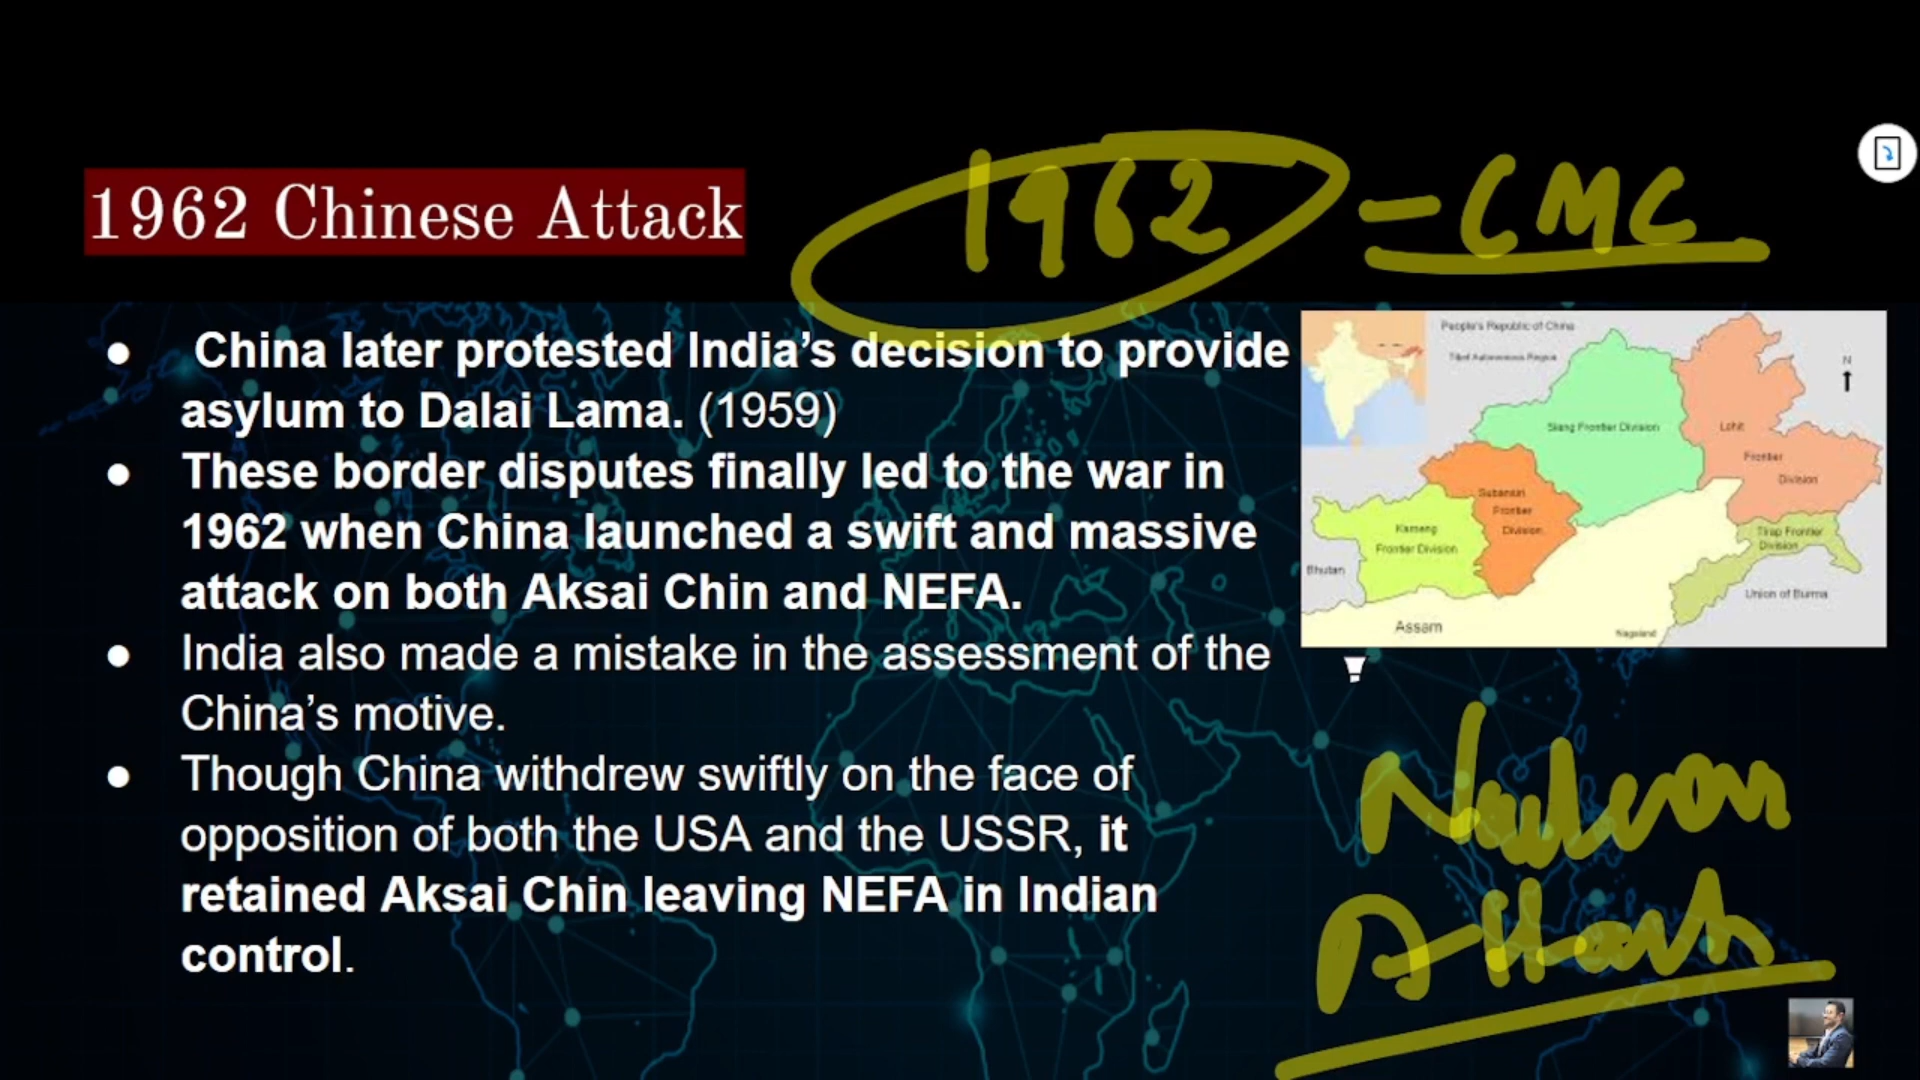 1962 Chinese Attack
1962 = CMC
● China later protested India’s decision to provide
asylum to Dalai Lama. (1959)
● These border disputes finally led to the war in
1962 when China launched a swift and massive
attack on both Aksai Chin and NEFA.
● India also made a mistake in the assessment of the
China’s motive.
● Though China withdrew swiftly on the face of
opposition of both the USA and the USSR, it
retained Aksai Chin leaving NEFA in Indian
control.
People's Republic of China
Tibet Autonomous Region
N
Siang Frontier Division
Lohit
Frontier
Division
Subansiri
Frontier
Division
Kameng
Frontier Division
Tirap Frontier
Division
Bhutan
Union of Burma
Assam
Nagaland
Attack